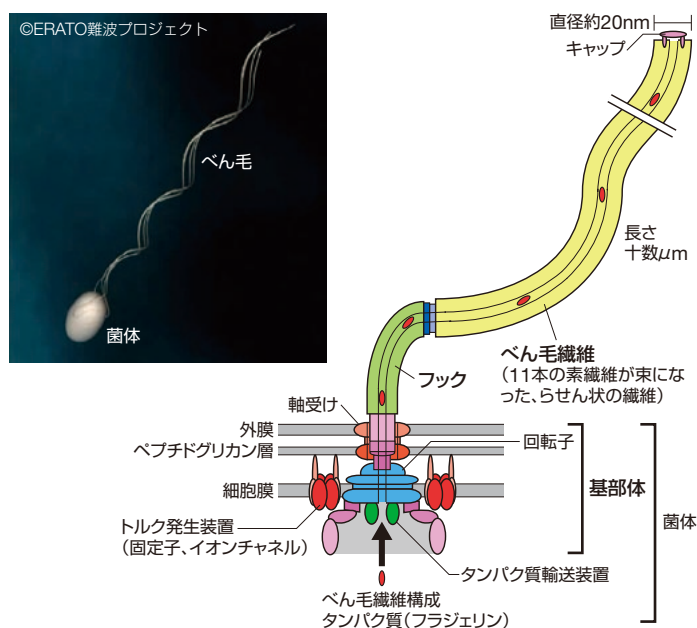 ©ERATO難波プロジェクト
べん毛
菌体
直径約20nm
キャップ
長さ
十数μm
べん毛繊維
（11本の素繊維が束にな
った、らせん状の繊維）
フック
軸受け
外膜
ペプチドグリカン層
細胞膜
回転子
基部体
菌体
トルク発生装置
（固定子、イオンチャネル）
タンパク質輸送装置
べん毛繊維構成
タンパク質（フラジェリン）